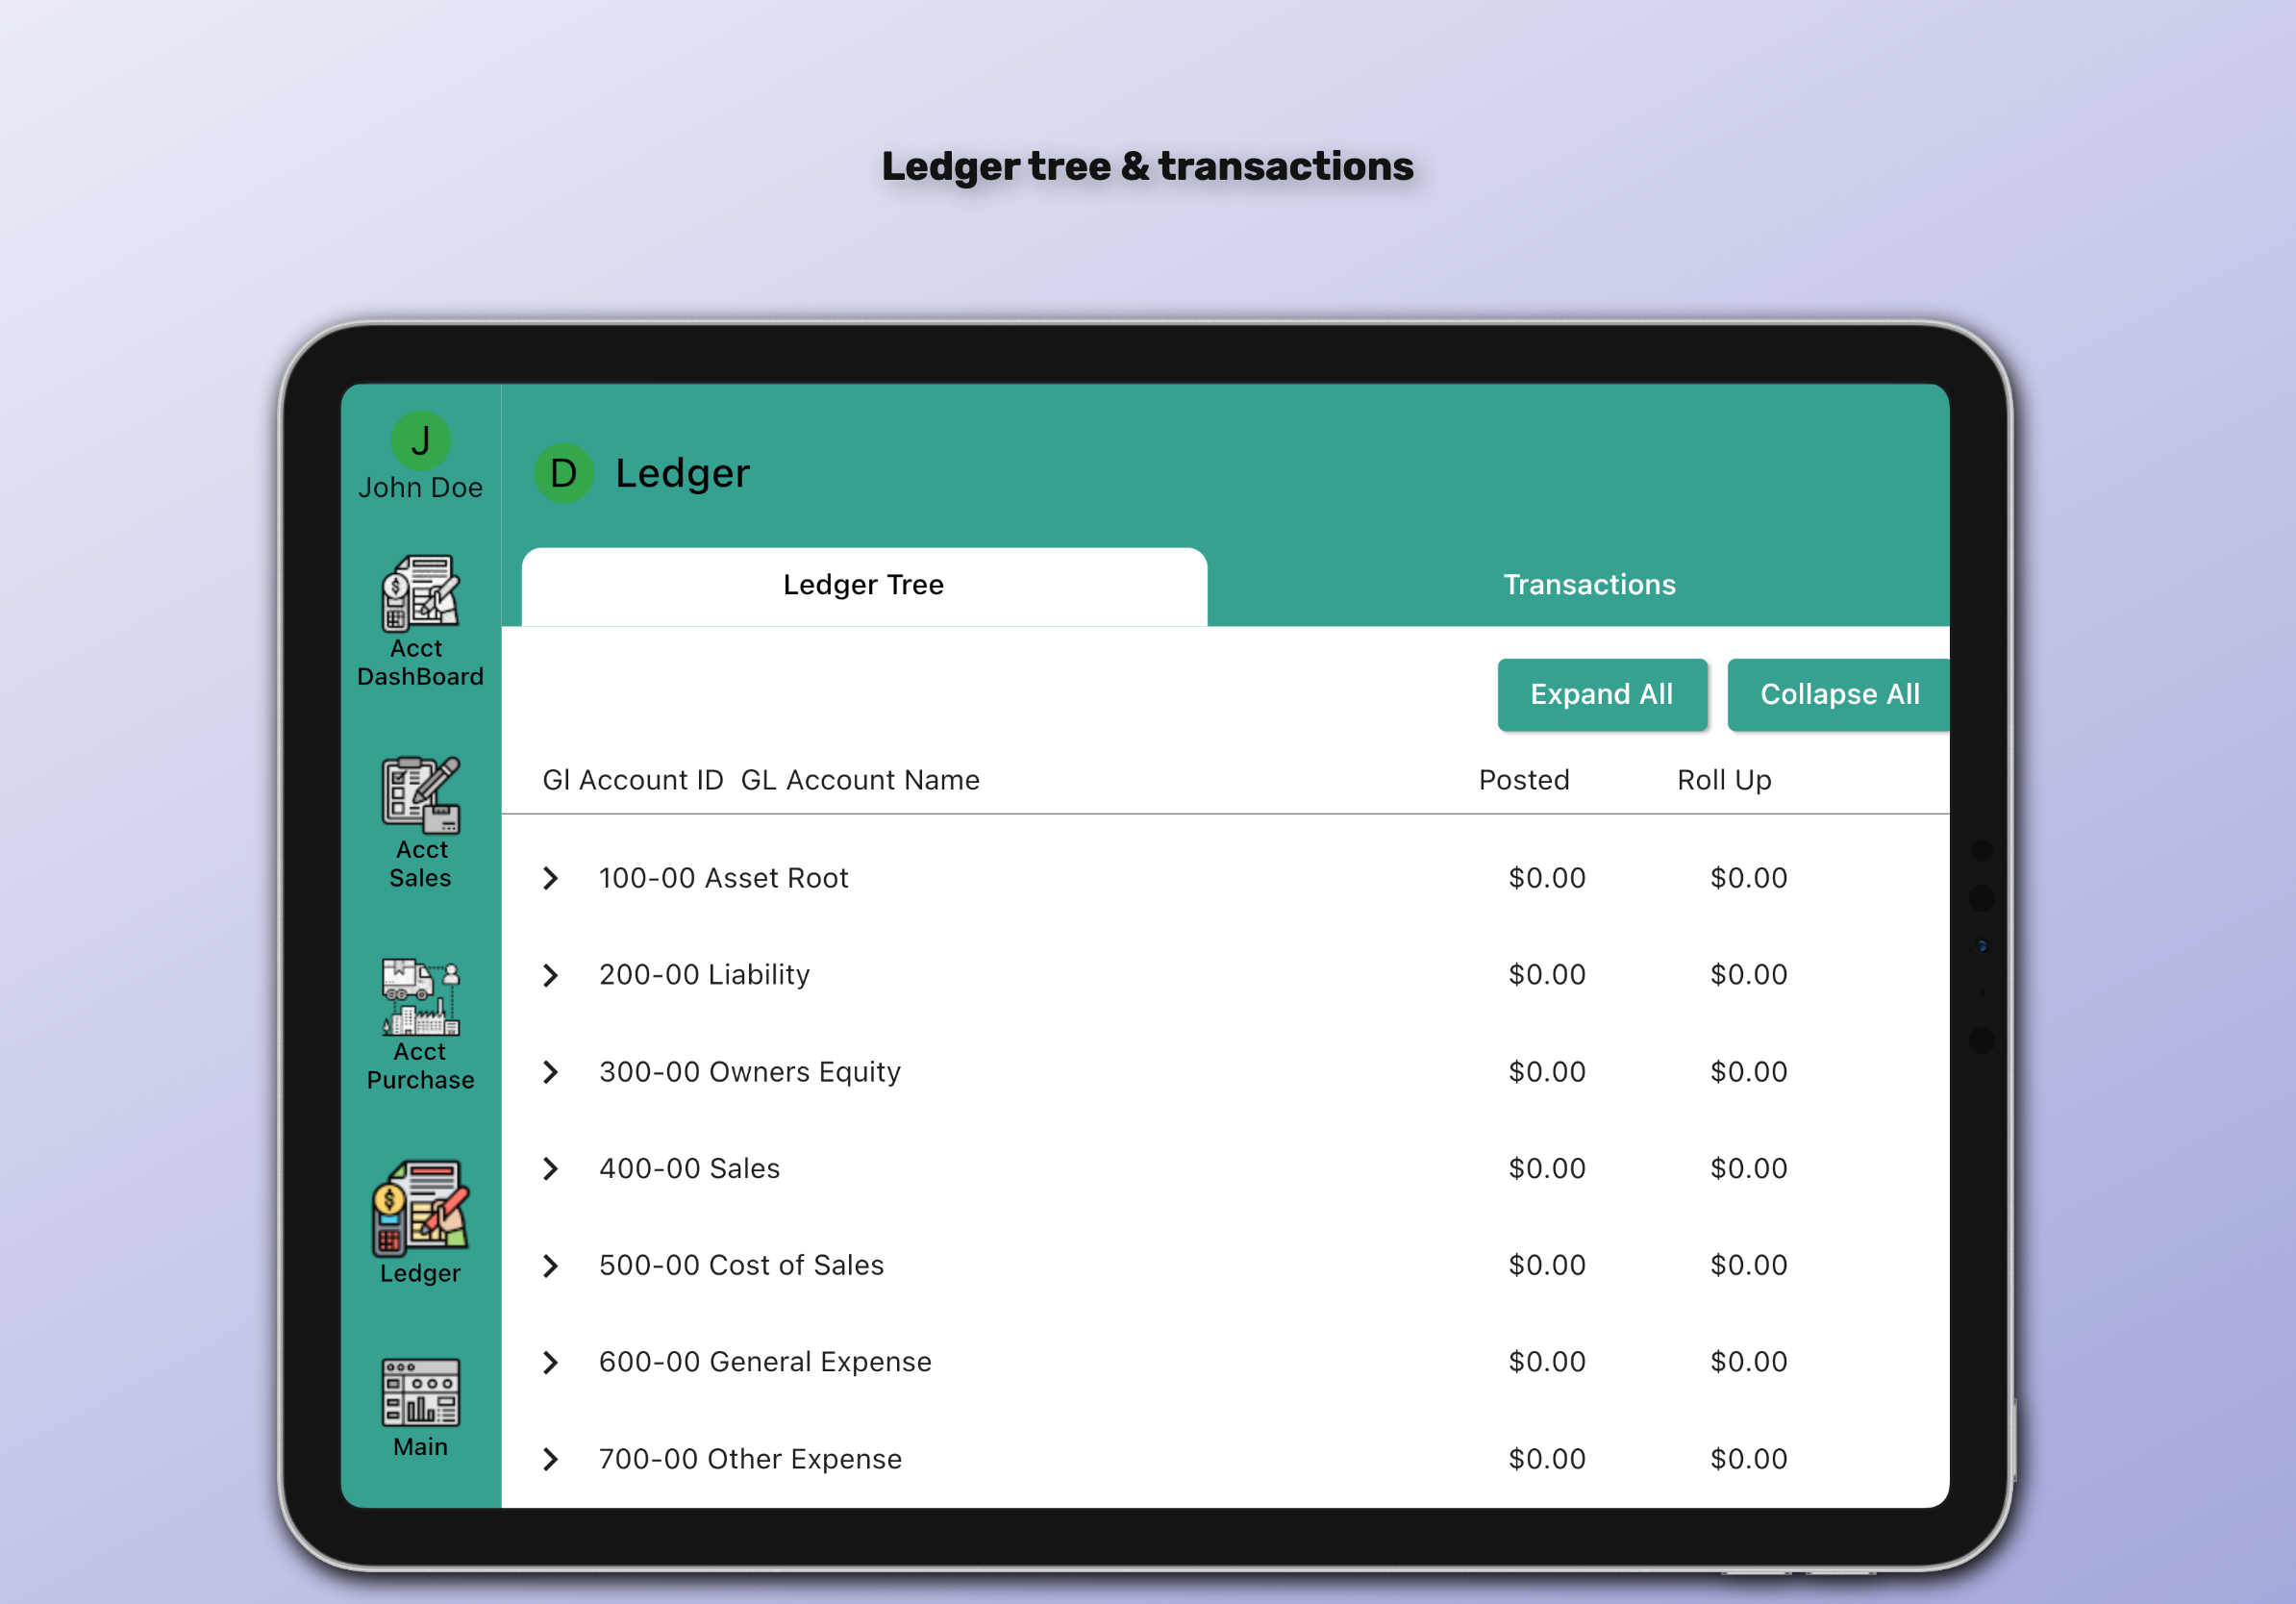 Ledger tree & transactions
J
John Doe
D Ledger
Acct
DashBoard
Acct
Sales
Acct
Purchase
Ledger
Main
Ledger Tree Transactions
Expand All Collapse All
Gl Account ID GL Account Name Posted Roll Up
100-00 Asset Root $0.00 $0.00
200-00 Liability $0.00 $0.00
300-00 Owners Equity $0.00 $0.00
400-00 Sales $0.00 $0.00
500-00 Cost of Sales $0.00 $0.00
600-00 General Expense $0.00 $0.00
700-00 Other Expense $0.00 $0.00